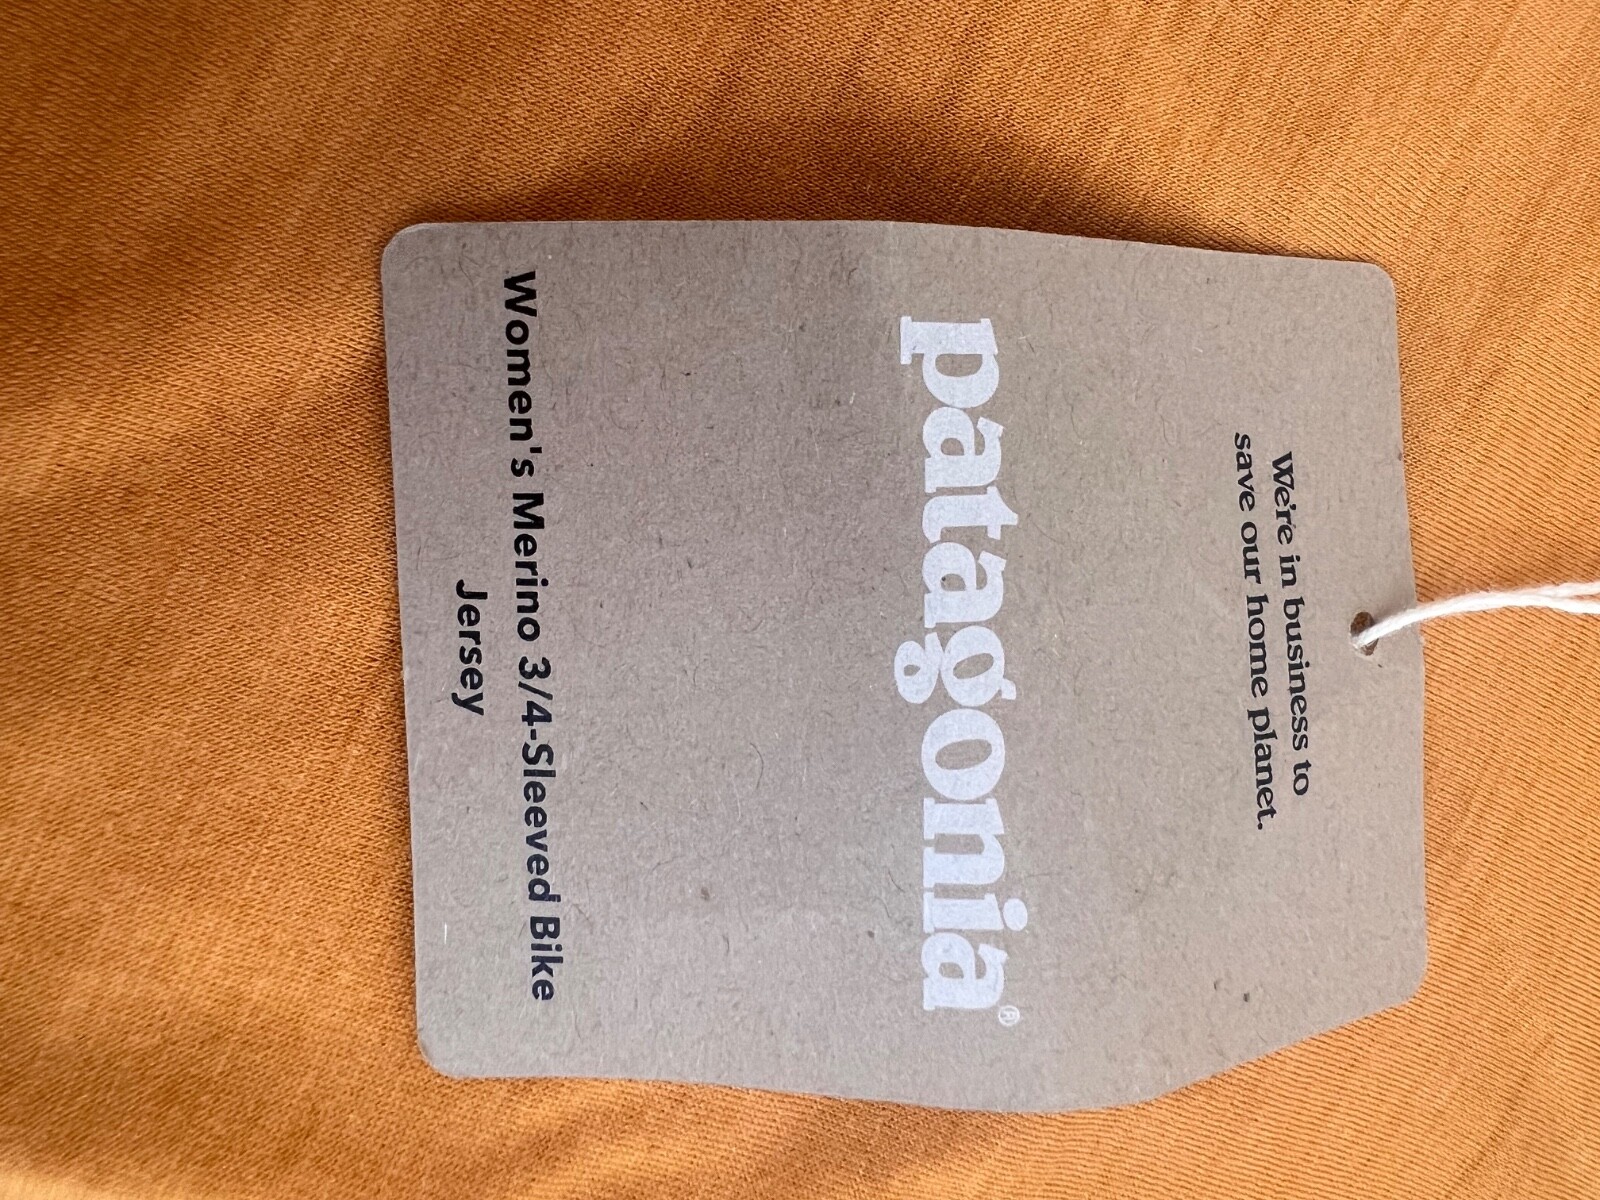 We're in business to
save our home planet.
patagonia®
Women's Merino 3/4-Sleeved Bike
Jersey